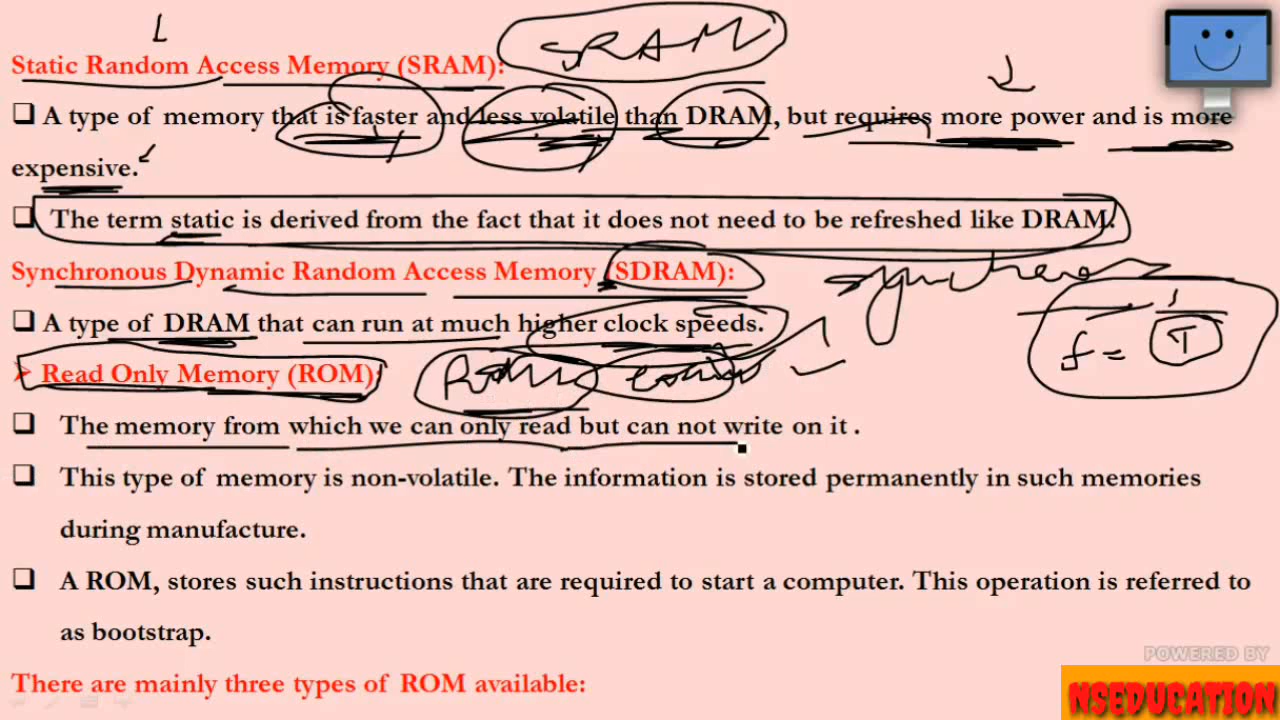 SRAM
Static Random Access Memory (SRAM):
❑ A type of memory that is faster and less volatile than DRAM, but requires more power and is more
expensive.
❑ The term static is derived from the fact that it does not need to be refreshed like DRAM.
Synchronous Dynamic Random Access Memory (SDRAM):
❑ A type of DRAM that can run at much higher clock speeds.
f = 1/T
➤ Read Only Memory (ROM):
❑ The memory from which we can only read but can not write on it .
❑ This type of memory is non-volatile. The information is stored permanently in such memories
during manufacture.
❑ A ROM, stores such instructions that are required to start a computer. This operation is referred to
as bootstrap.
POWERED BY
There are mainly three types of ROM available:
NSEDUCATION